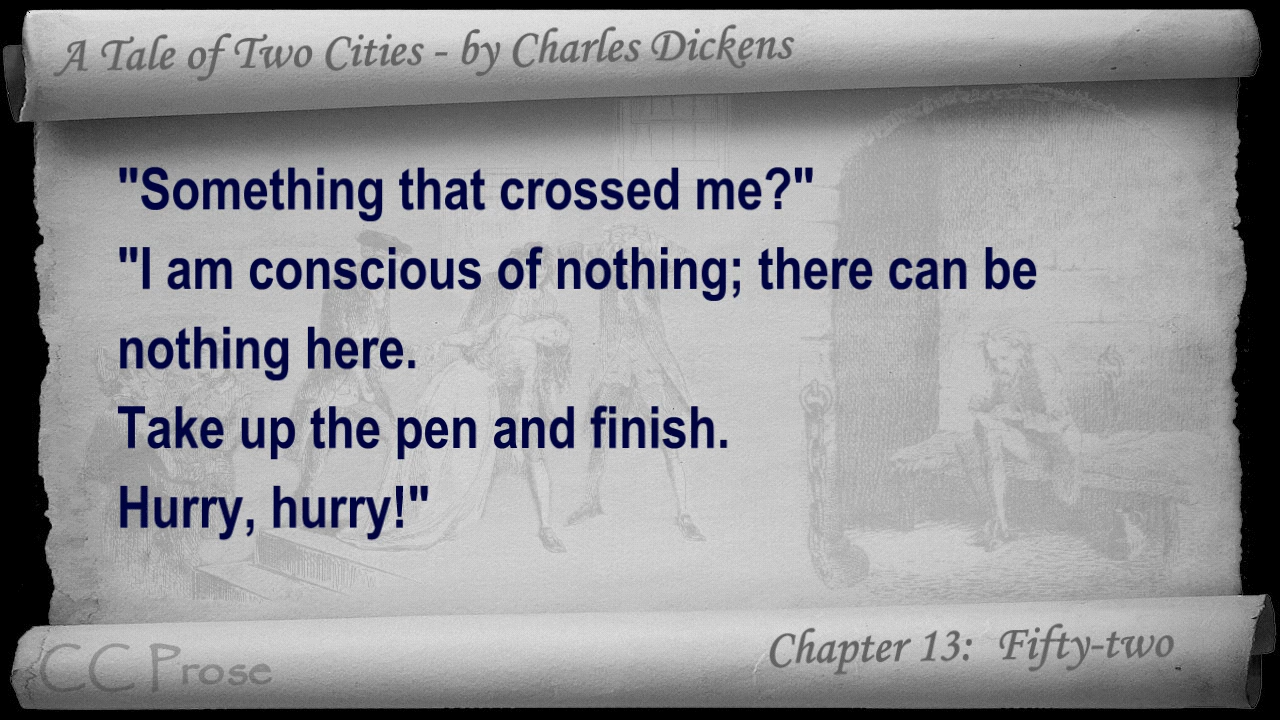 A Tale of Two Cities - by Charles Dickens
"Something that crossed me?"
"I am conscious of nothing; there can be
nothing here.
Take up the pen and finish.
Hurry, hurry!"
CC Prose
Chapter 13: Fifty-two